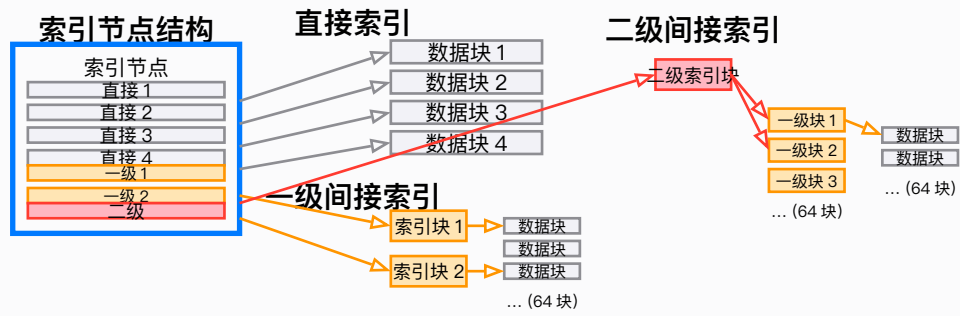 索引节点结构
索引节点
直接 1
直接 2
直接 3
直接 4
一级 1
一级 2
二级
直接索引
数据块 1
数据块 2
数据块 3
数据块 4
一级间接索引
索引块 1
索引块 2
数据块
数据块
数据块
... (64 块)
二级间接索引
二级索引块
一级块 1
一级块 2
一级块 3
... (64 块)
数据块
数据块
... (64 块)